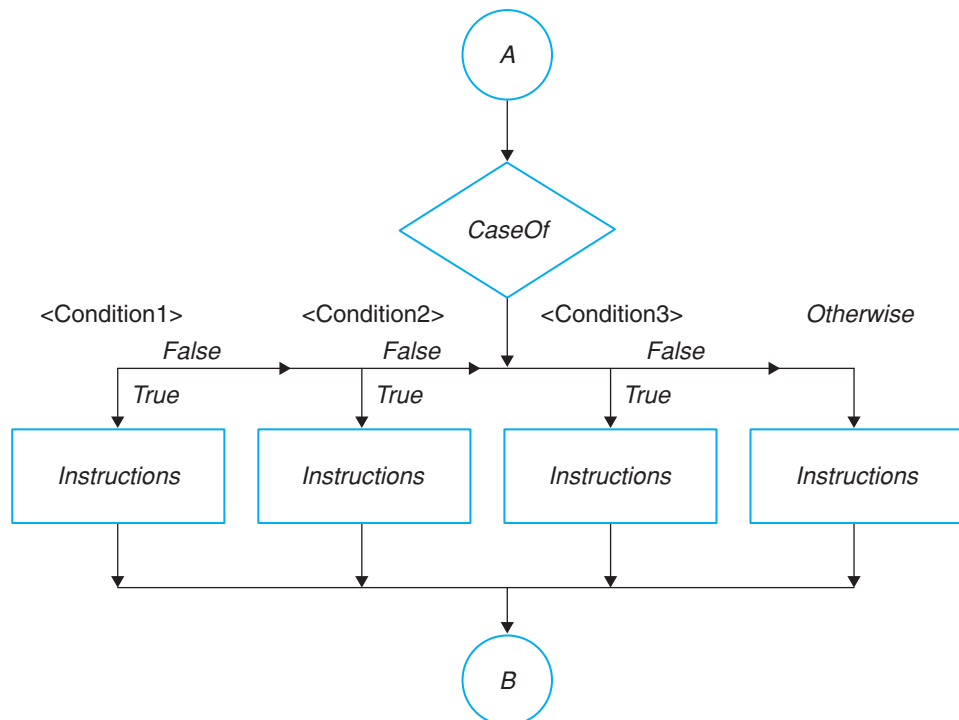 A
CaseOf
<Condition1> <Condition2> <Condition3> Otherwise
False False False
True True True
Instructions Instructions Instructions Instructions
B